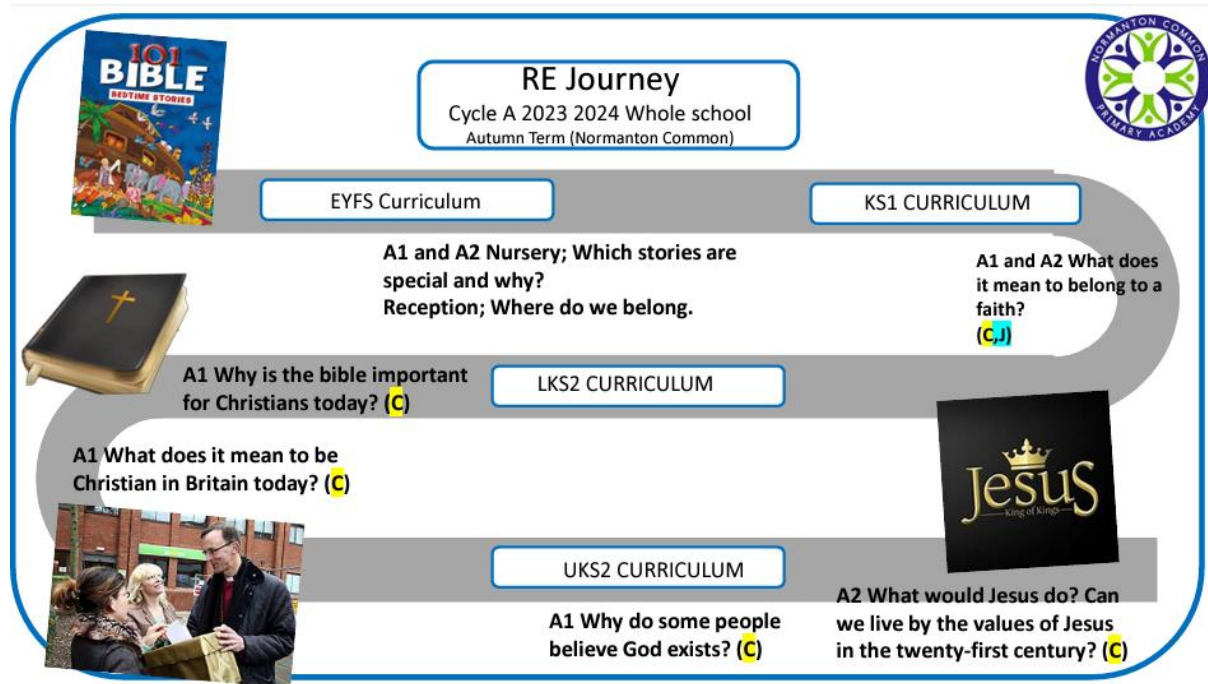 101
BIBLE
BEDTIME STORIES
RE Journey
Cycle A 2023 2024 Whole school
Autumn Term (Normanton Common)
NORMANTON COMMON
PRIMARY ACADEMY
EYFS Curriculum
KS1 CURRICULUM
A1 and A2 Nursery; Which stories are
special and why?
Reception; Where do we belong.
A1 and A2 What does
it mean to belong to a
faith?
(C,J)
A1 Why is the bible important
for Christians today? (C)
LKS2 CURRICULUM
A1 What does it mean to be
Christian in Britain today? (C)
Jesus
King of Kings
UKS2 CURRICULUM
A1 Why do some people
believe God exists? (C)
A2 What would Jesus do? Can
we live by the values of Jesus
in the twenty-first century? (C)